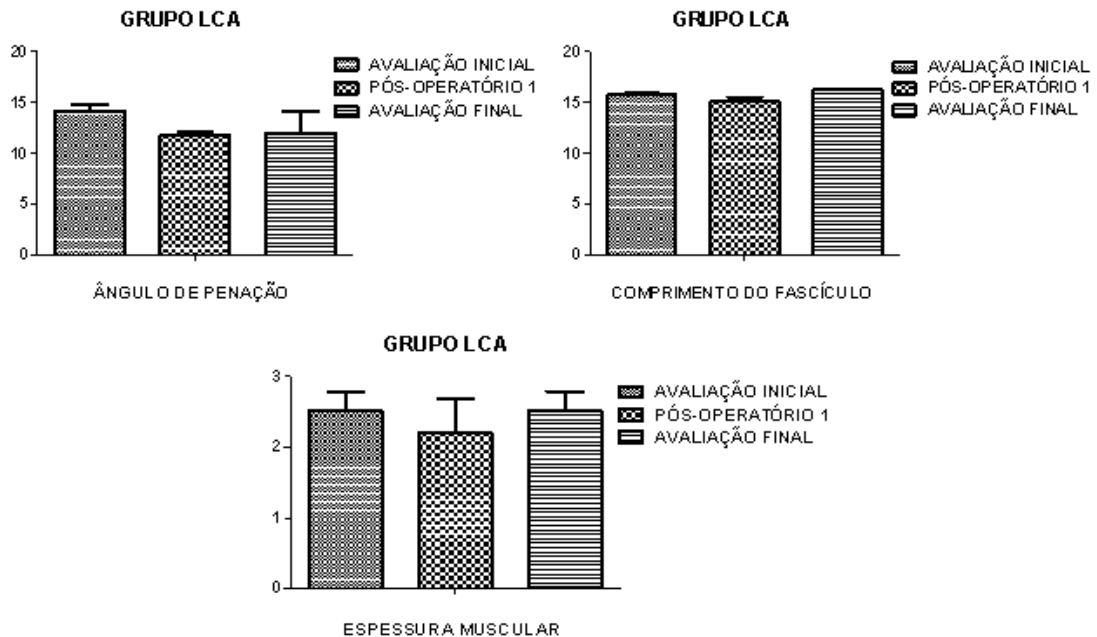 GRUPO LCA
20
15
10
5
0
AVALIAÇÃO INICIAL
PÓS-OPERATÓRIO 1
AVALIAÇÃO FINAL
ÂNGULO DE PENAÇÃO
GRUPO LCA
20
15
10
5
0
AVALIAÇÃO INICIAL
PÓS-OPERATÓRIO 1
AVALIAÇÃO FINAL
COMPRIMENTO DO FASCÍCULO
GRUPO LCA
3
2
1
0
AVALIAÇÃO INICIAL
PÓS-OPERATÓRIO 1
AVALIAÇÃO FINAL
ESPESSURA MUSCULAR